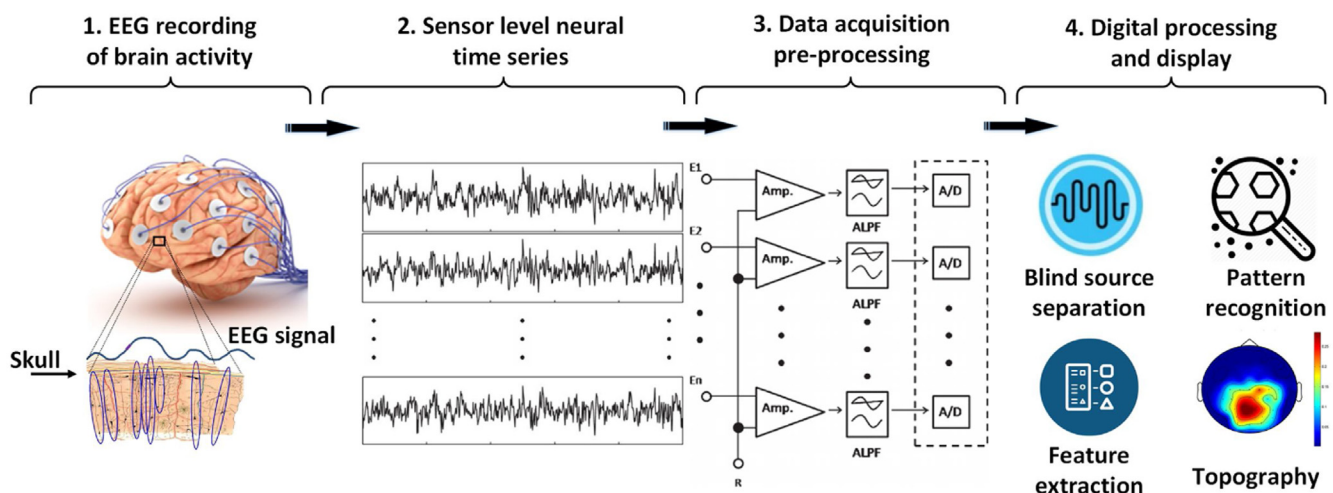 1. EEG recording
of brain activity
2. Sensor level neural
time series
3. Data acquisition
pre-processing
4. Digital processing
and display
EEG signal
Skull
E1
Amp.
ALPF
A/D
E2
Amp.
ALPF
A/D
En
Amp.
ALPF
A/D
R
Blind source
separation
Pattern
recognition
Feature
extraction
Topography